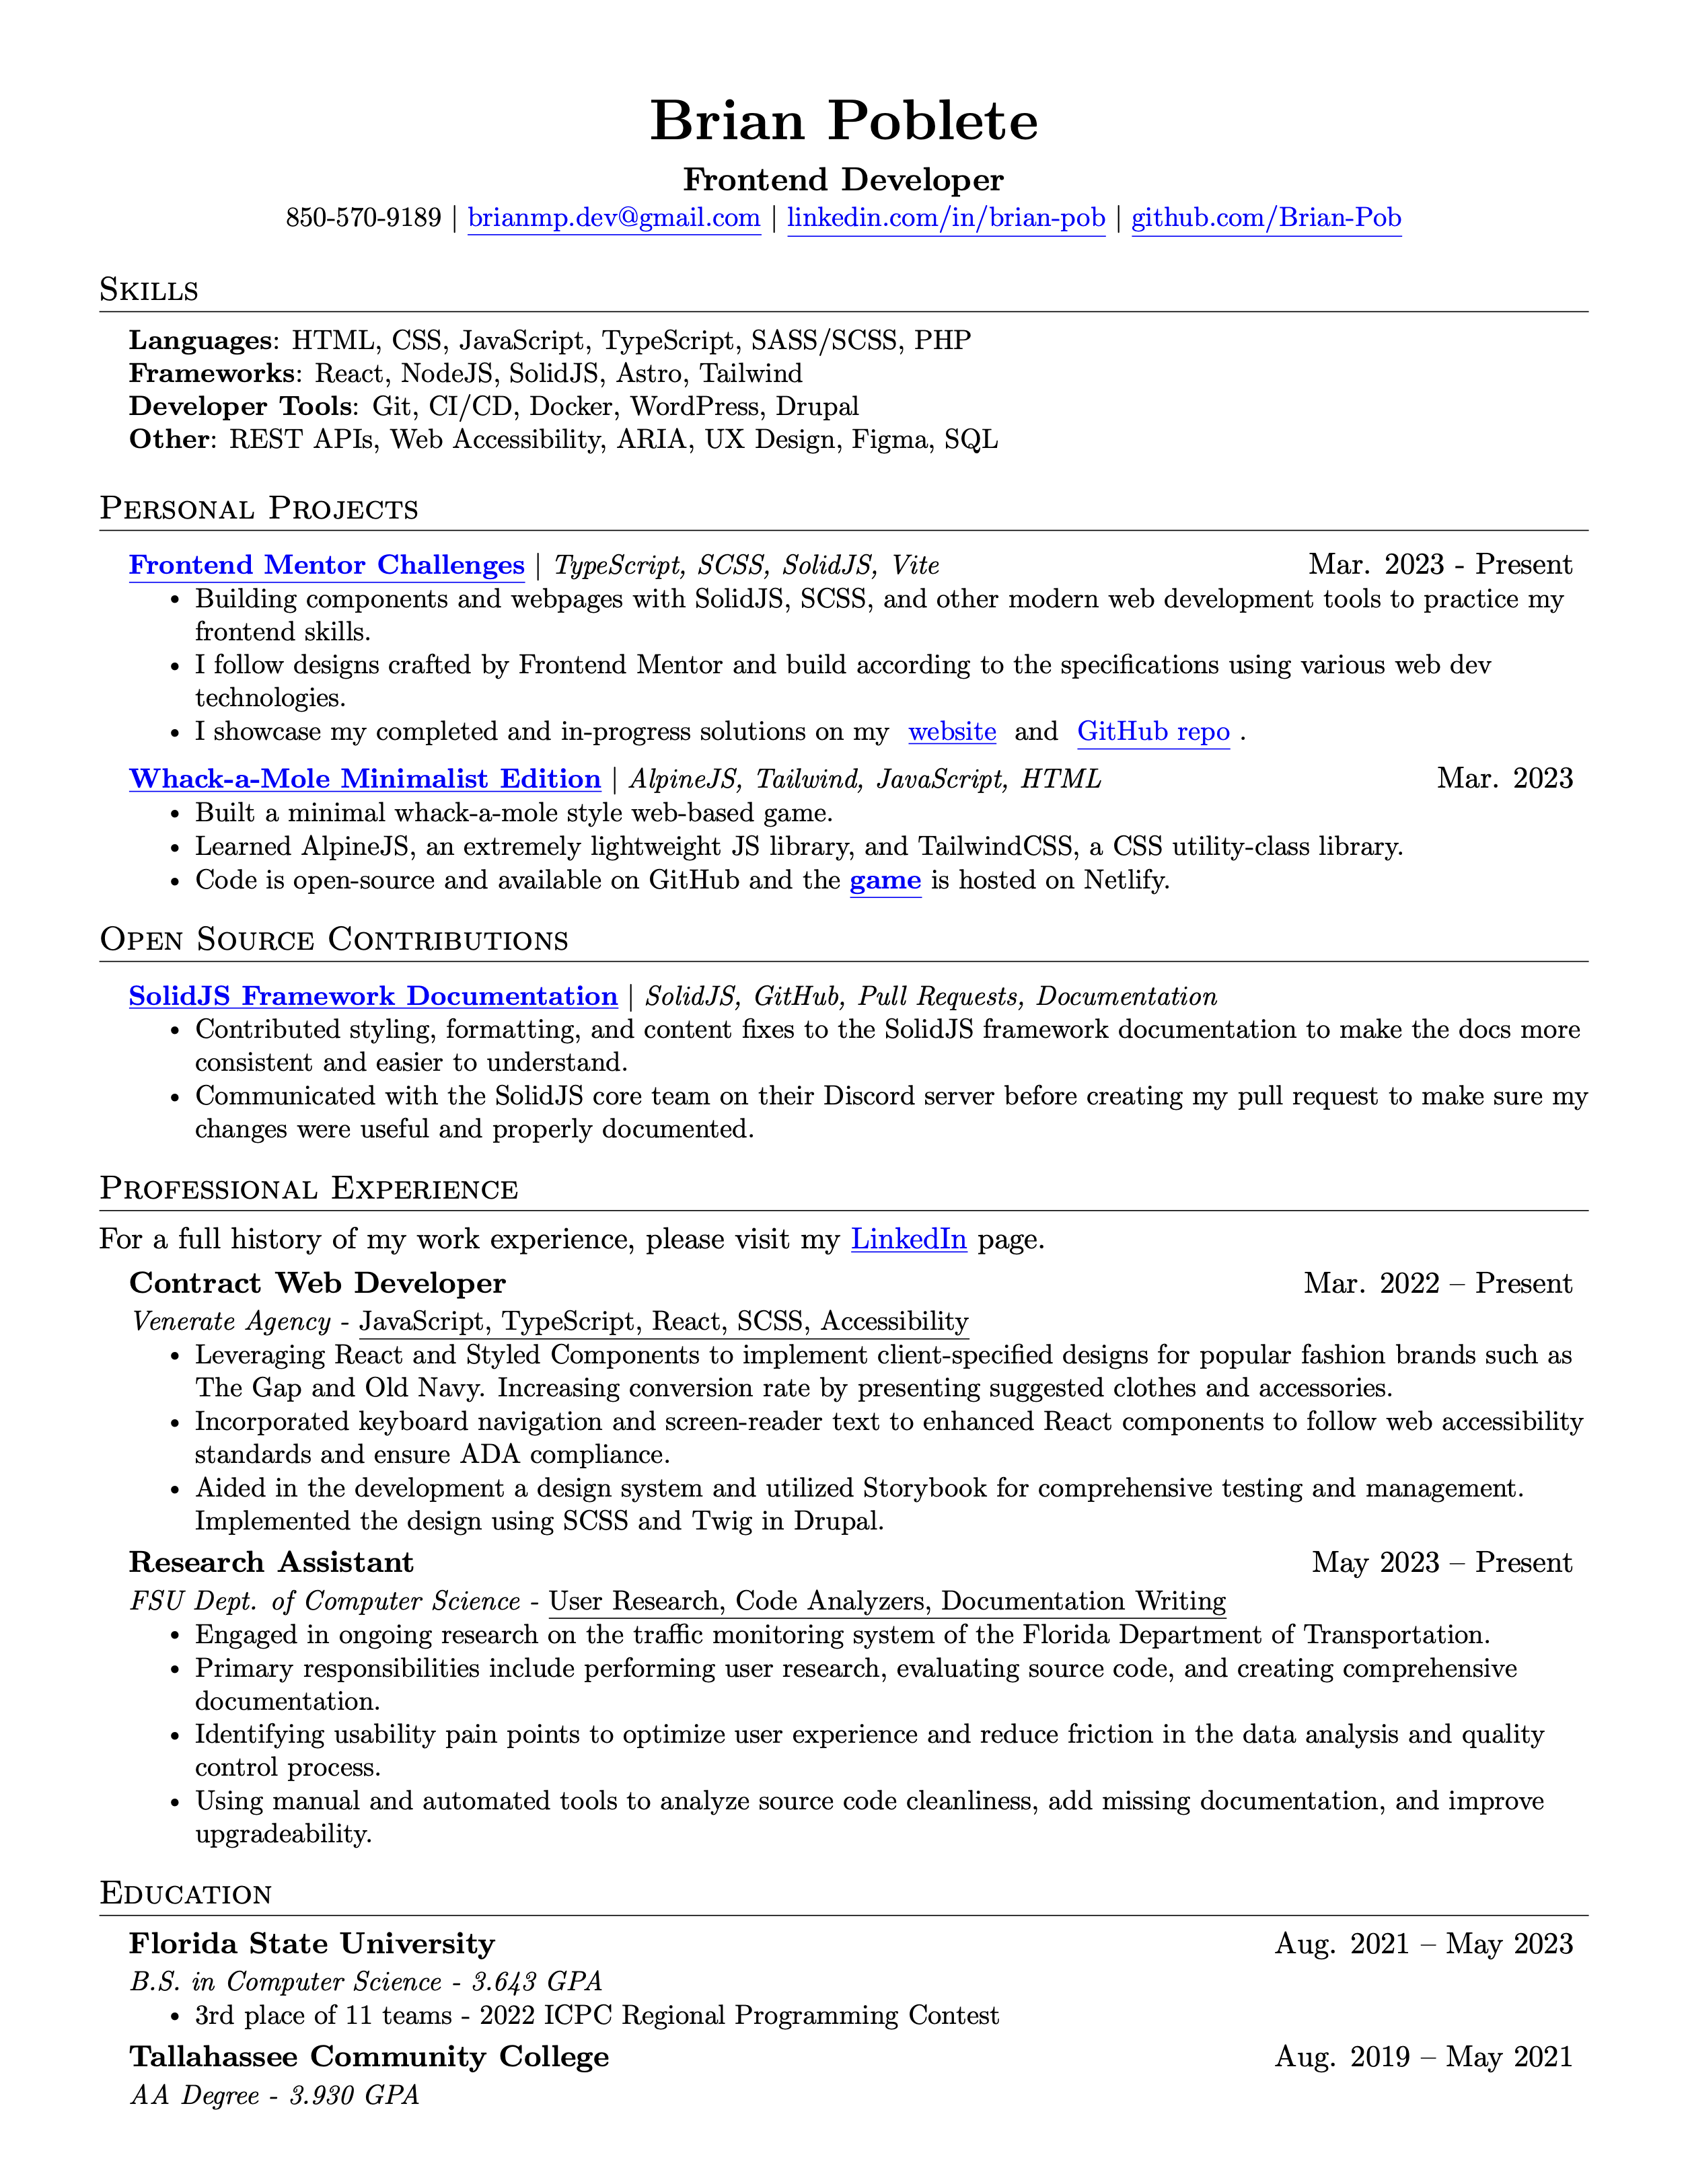 Brian Poblete
Frontend Developer
850-570-9189 | brianmp.dev@gmail.com | linkedin.com/in/brian-pob | github.com/Brian-Pob
Skills
Languages: HTML, CSS, JavaScript, TypeScript, SASS/SCSS, PHP
Frameworks: React, NodeJS, SolidJS, Astro, Tailwind
Developer Tools: Git, CI/CD, Docker, WordPress, Drupal
Other: REST APIs, Web Accessibility, ARIA, UX Design, Figma, SQL
Personal Projects
Frontend Mentor Challenges | TypeScript, SCSS, SolidJS, Vite Mar. 2023 - Present
• Building components and webpages with SolidJS, SCSS, and other modern web development tools to practice my
frontend skills.
• I follow designs crafted by Frontend Mentor and build according to the specifications using various web dev
technologies.
• I showcase my completed and in-progress solutions on my website and GitHub repo .
Whack-a-Mole Minimalist Edition | AlpineJS, Tailwind, JavaScript, HTML Mar. 2023
• Built a minimal whack-a-mole style web-based game.
• Learned AlpineJS, an extremely lightweight JS library, and TailwindCSS, a CSS utility-class library.
• Code is open-source and available on GitHub and the game is hosted on Netlify.
Open Source Contributions
SolidJS Framework Documentation | SolidJS, GitHub, Pull Requests, Documentation
• Contributed styling, formatting, and content fixes to the SolidJS framework documentation to make the docs more
consistent and easier to understand.
• Communicated with the SolidJS core team on their Discord server before creating my pull request to make sure my
changes were useful and properly documented.
Professional Experience
For a full history of my work experience, please visit my LinkedIn page.
Contract Web Developer Mar. 2022 – Present
Venerate Agency - JavaScript, TypeScript, React, SCSS, Accessibility
• Leveraging React and Styled Components to implement client-specified designs for popular fashion brands such as
The Gap and Old Navy. Increasing conversion rate by presenting suggested clothes and accessories.
• Incorporated keyboard navigation and screen-reader text to enhanced React components to follow web accessibility
standards and ensure ADA compliance.
• Aided in the development a design system and utilized Storybook for comprehensive testing and management.
Implemented the design using SCSS and Twig in Drupal.
Research Assistant May 2023 – Present
FSU Dept. of Computer Science - User Research, Code Analyzers, Documentation Writing
• Engaged in ongoing research on the traffic monitoring system of the Florida Department of Transportation.
• Primary responsibilities include performing user research, evaluating source code, and creating comprehensive
documentation.
• Identifying usability pain points to optimize user experience and reduce friction in the data analysis and quality
control process.
• Using manual and automated tools to analyze source code cleanliness, add missing documentation, and improve
upgradeability.
Education
Florida State University Aug. 2021 – May 2023
B.S. in Computer Science - 3.643 GPA
• 3rd place of 11 teams - 2022 ICPC Regional Programming Contest
Tallahassee Community College Aug. 2019 – May 2021
AA Degree - 3.930 GPA